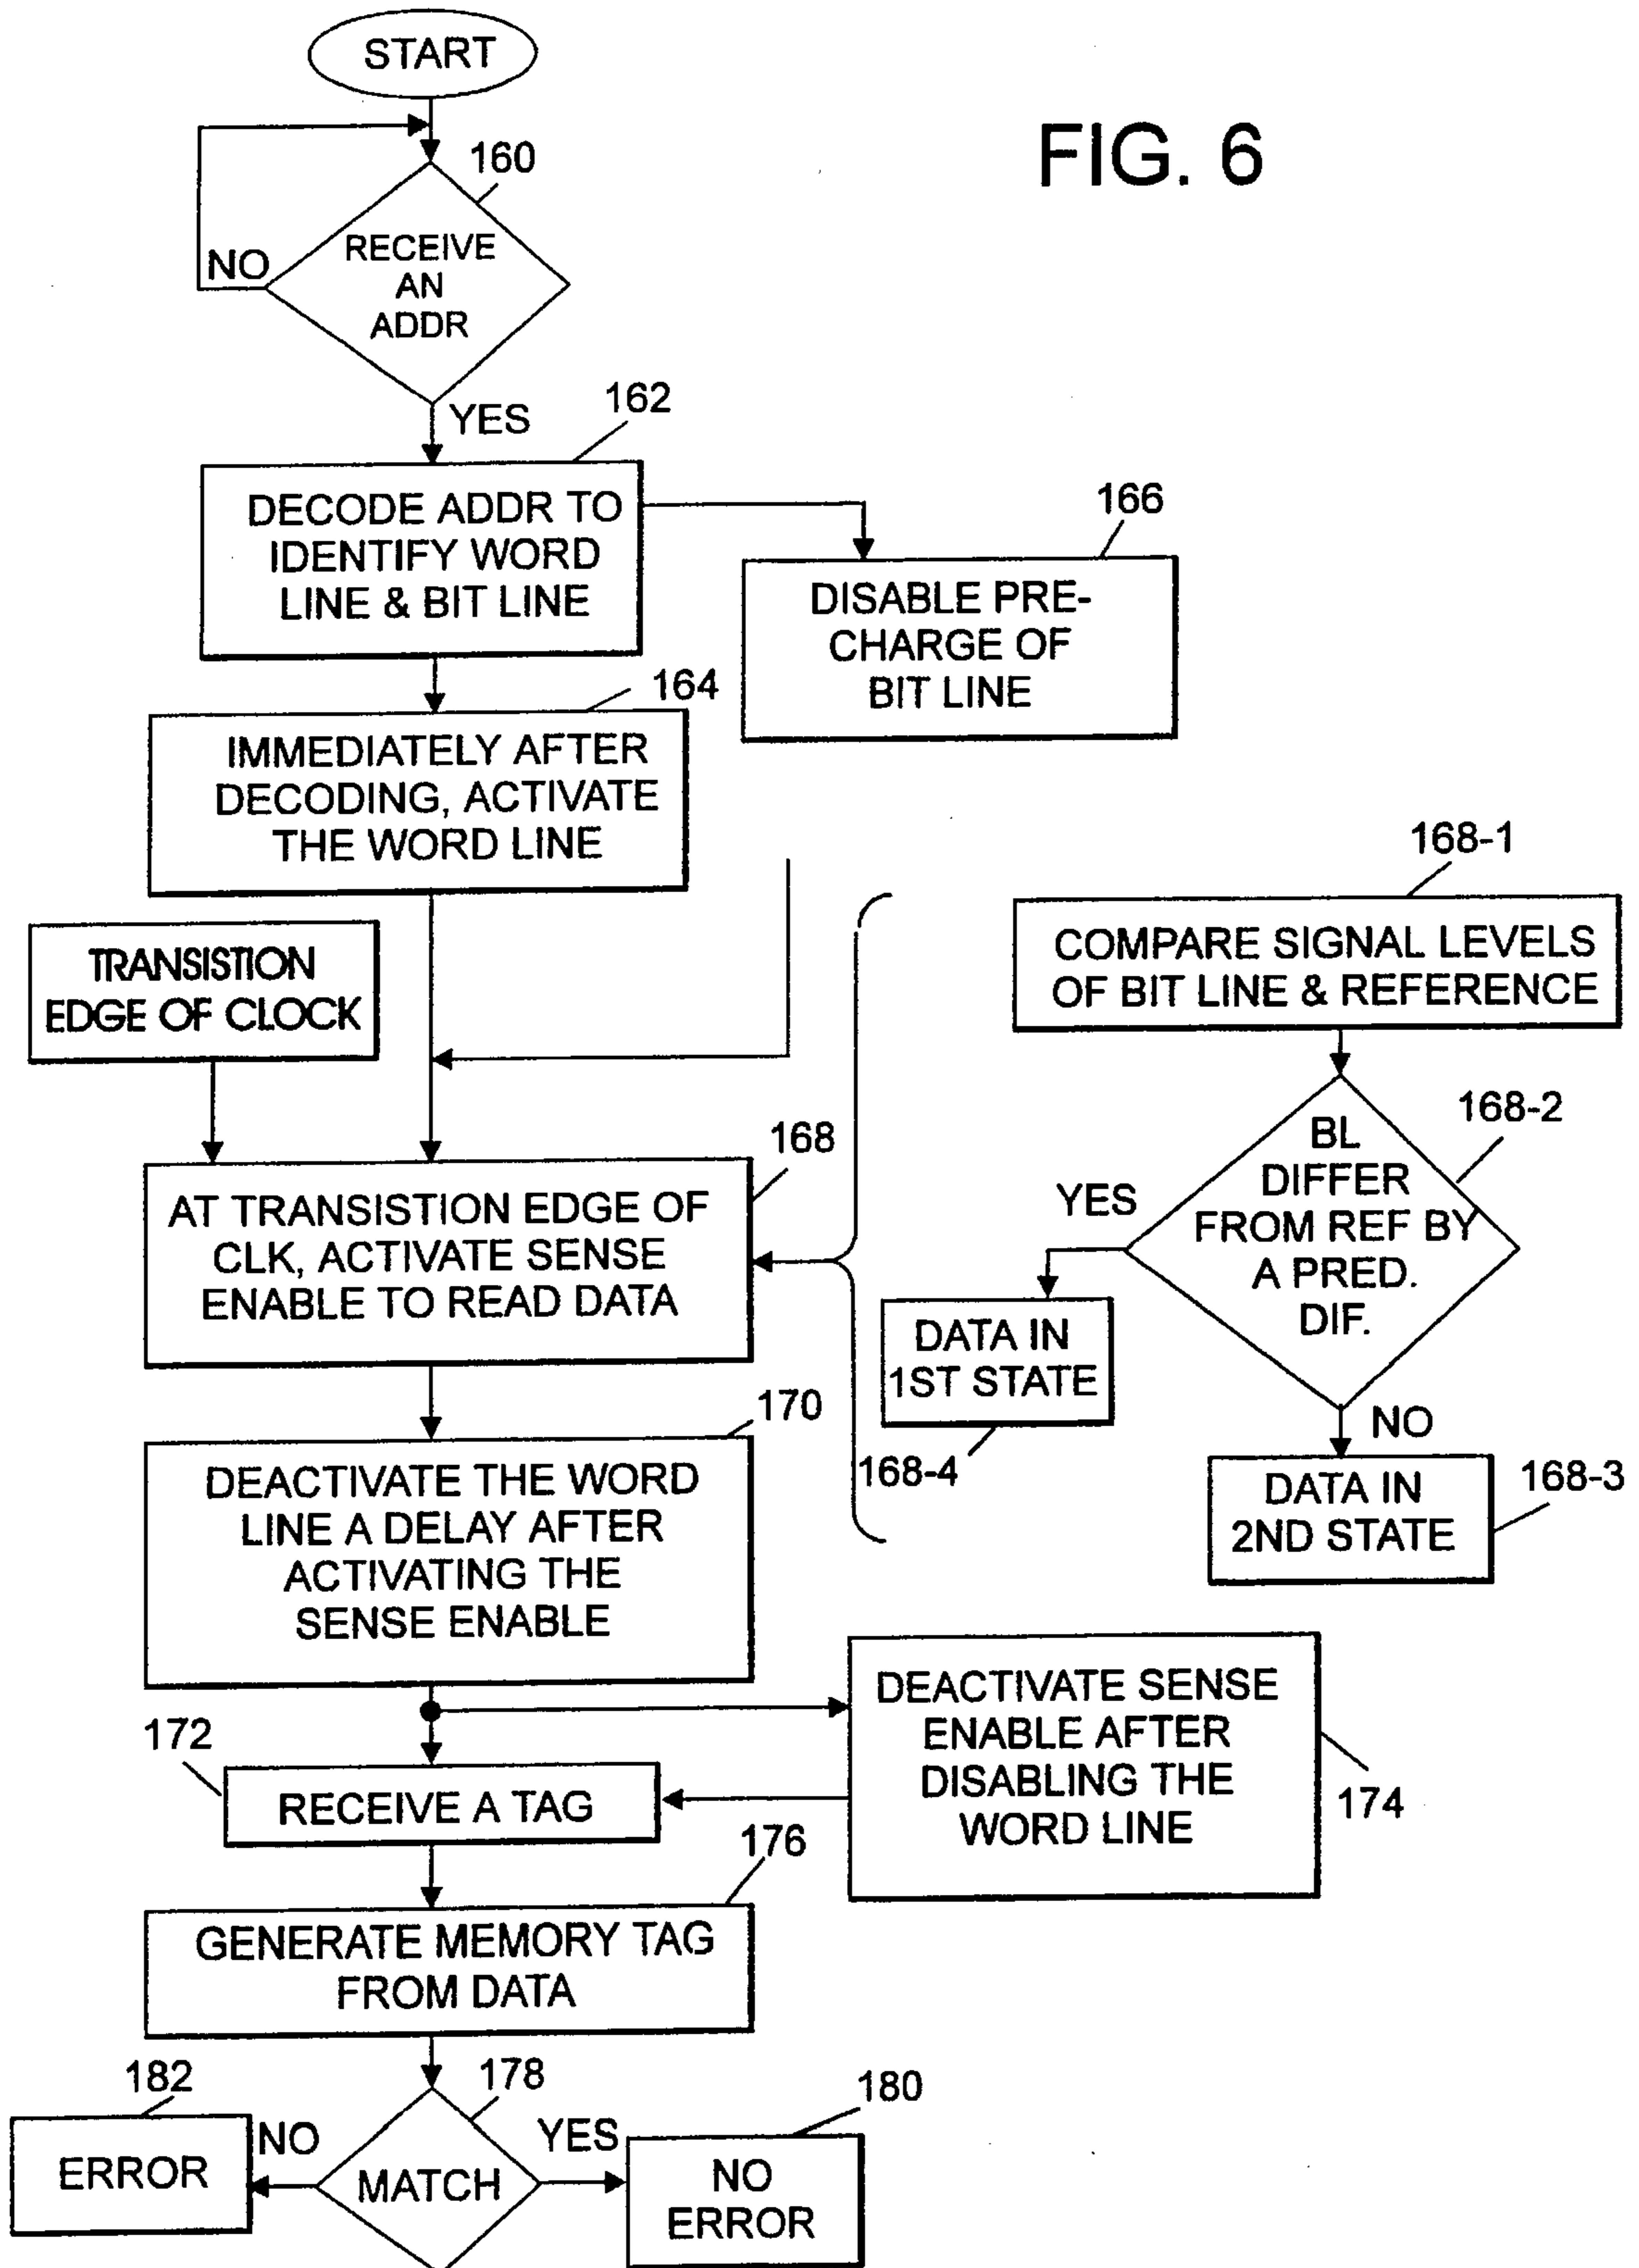 START
FIG. 6
160
RECEIVE
AN
ADDR
NO
YES
162
DECODE ADDR TO
IDENTIFY WORD
LINE & BIT LINE
166
DISABLE PRE-
CHARGE OF
BIT LINE
164
IMMEDIATELY AFTER
DECODING, ACTIVATE
THE WORD LINE
TRANSISTION
EDGE OF CLOCK
168-1
COMPARE SIGNAL LEVELS
OF BIT LINE & REFERENCE
168-2
BL
DIFFER
FROM REF BY
A PRED.
DIF.
YES
NO
168
AT TRANSISTION EDGE OF
CLK, ACTIVATE SENSE
ENABLE TO READ DATA
DATA IN
1ST STATE
168-4
DATA IN
2ND STATE
168-3
170
DEACTIVATE THE WORD
LINE A DELAY AFTER
ACTIVATING THE
SENSE ENABLE
172
RECEIVE A TAG
DEACTIVATE SENSE
ENABLE AFTER
DISABLING THE
WORD LINE
174
176
GENERATE MEMORY TAG
FROM DATA
178
MATCH
182
NO
ERROR
180
YES
NO
ERROR